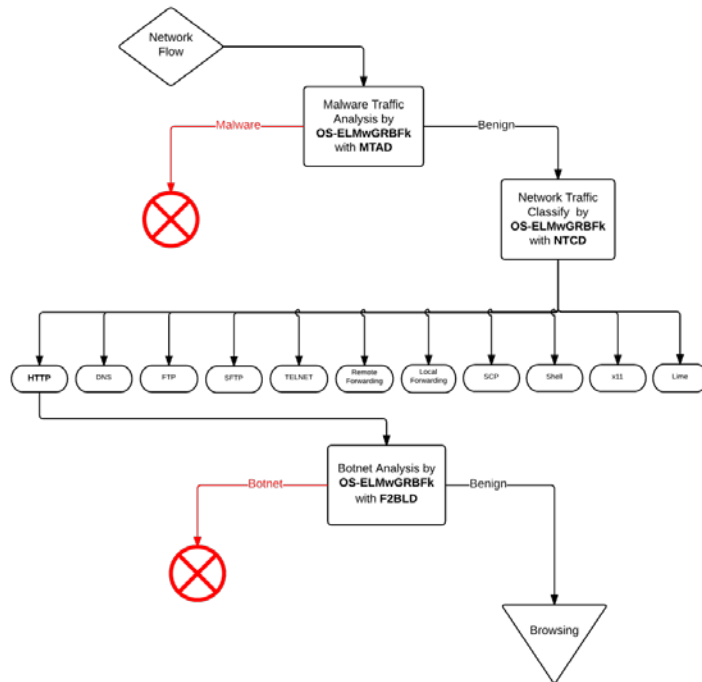 Network
Flow
Malware Traffic
Analysis by
OS-ELMwGRBFk
with MTAD
Malware
Benign
Network Traffic
Classify by
OS-ELMwGRBFk
with NTCD
HTTP
DNS
FTP
SFTP
TELNET
Remote
Forwarding
Local
Forwarding
SCP
Shell
x11
Lime
Botnet Analysis by
OS-ELMwGRBFk
with F2BLD
Botnet
Benign
Browsing